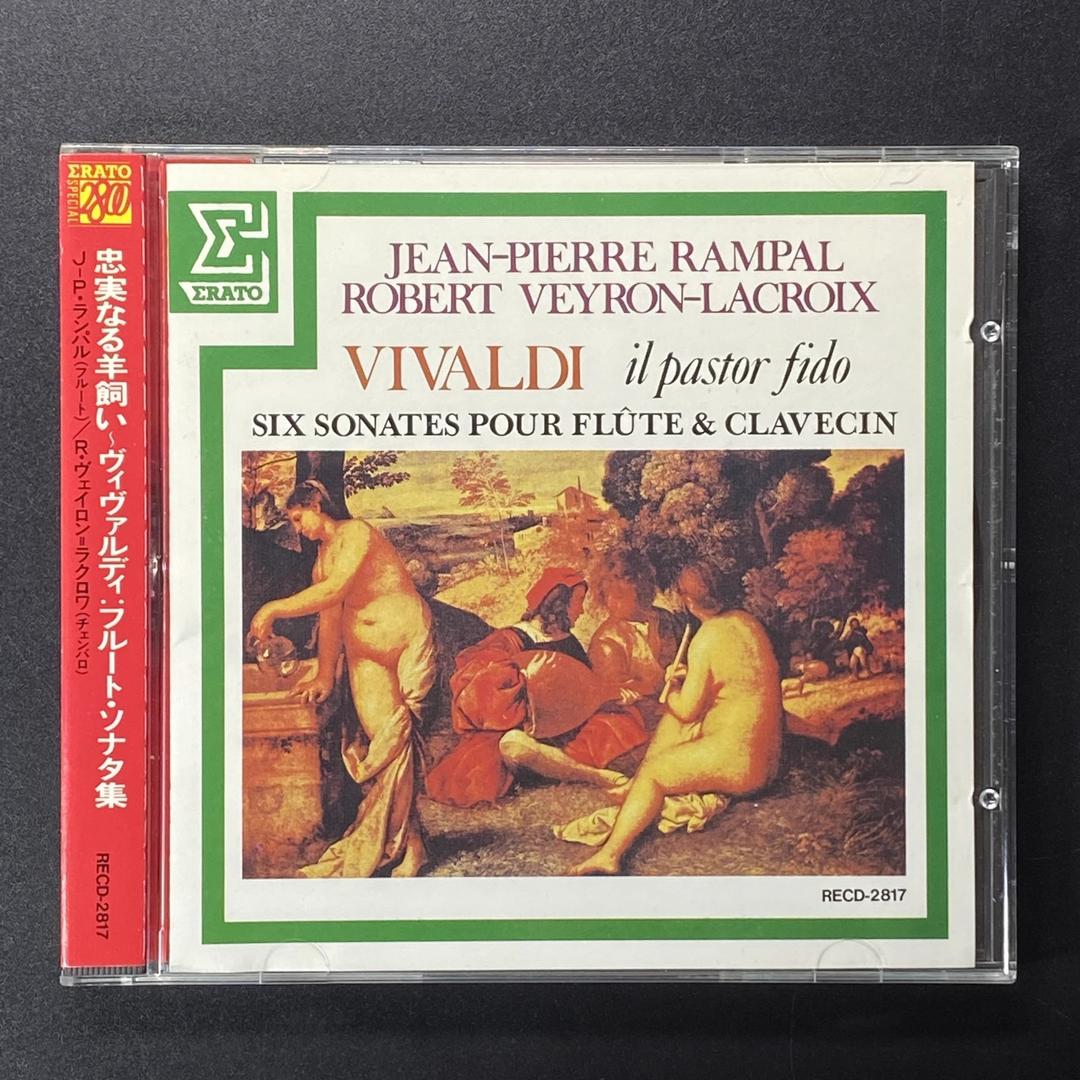 ΣRATO
SPECIAL
2800
忠実なる羊飼い〜ヴィヴァルディ:フルート・ソナタ集
J-P・ランパル(フルート)/R・ヴェイロン=ラクロワ(チェンバロ)
RECD-2817
ΣRATO
JEAN-PIERRE RAMPAL
ROBERT VEYRON-LACROIX
VIVALDI il pastor fido
SIX SONATES POUR FLÛTE & CLAVECIN
RECD-2817